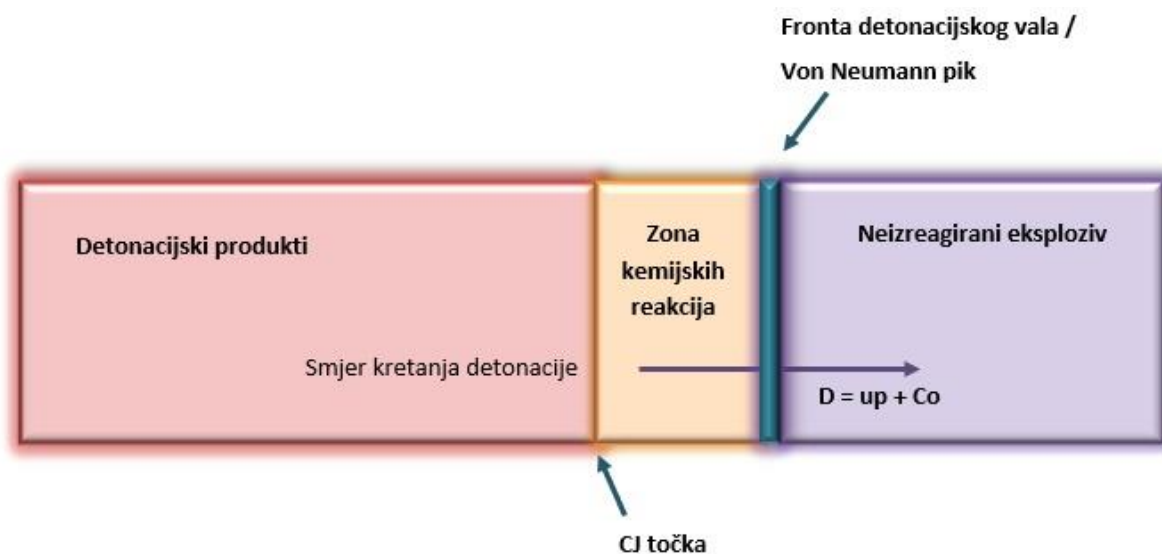 Fronta detonacijskog vala /
Von Neumann pik
Detonacijski produkti
Zona
kemijskih
reakcija
Neizreagirani eksploziv
Smjer kretanja detonacije
D = up + Co
CJ točka